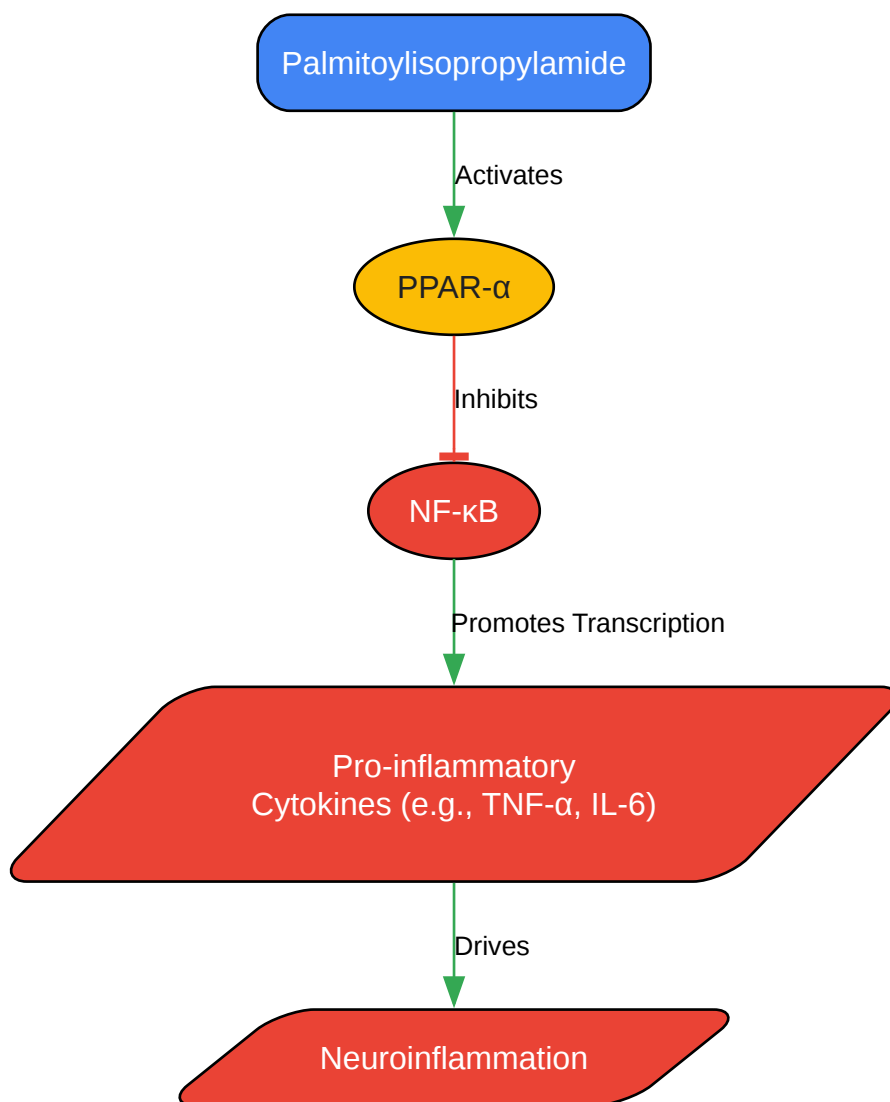 Palmitoylisopropylamide
Activates
PPAR-α
Inhibits
NF-κB
Promotes Transcription
Pro-inflammatory
Cytokines (e.g., TNF-α, IL-6)
Drives
Neuroinflammation